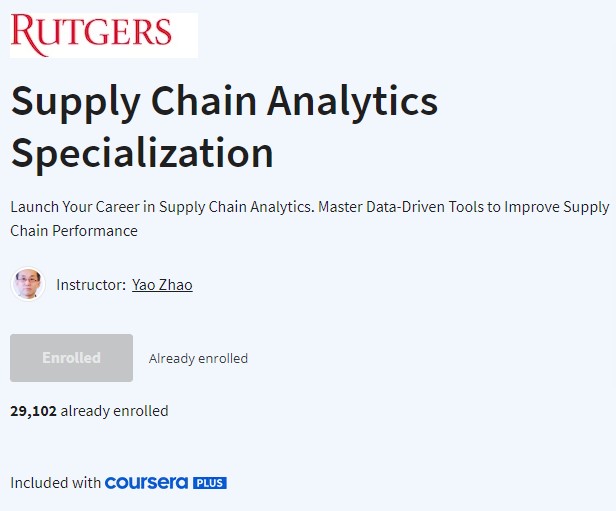 RUTGERS
Supply Chain Analytics
Specialization
Launch Your Career in Supply Chain Analytics. Master Data-Driven Tools to Improve Supply
Chain Performance
Instructor: Yao Zhao
Enrolled Already enrolled
29,102 already enrolled
Included with coursera PLUS